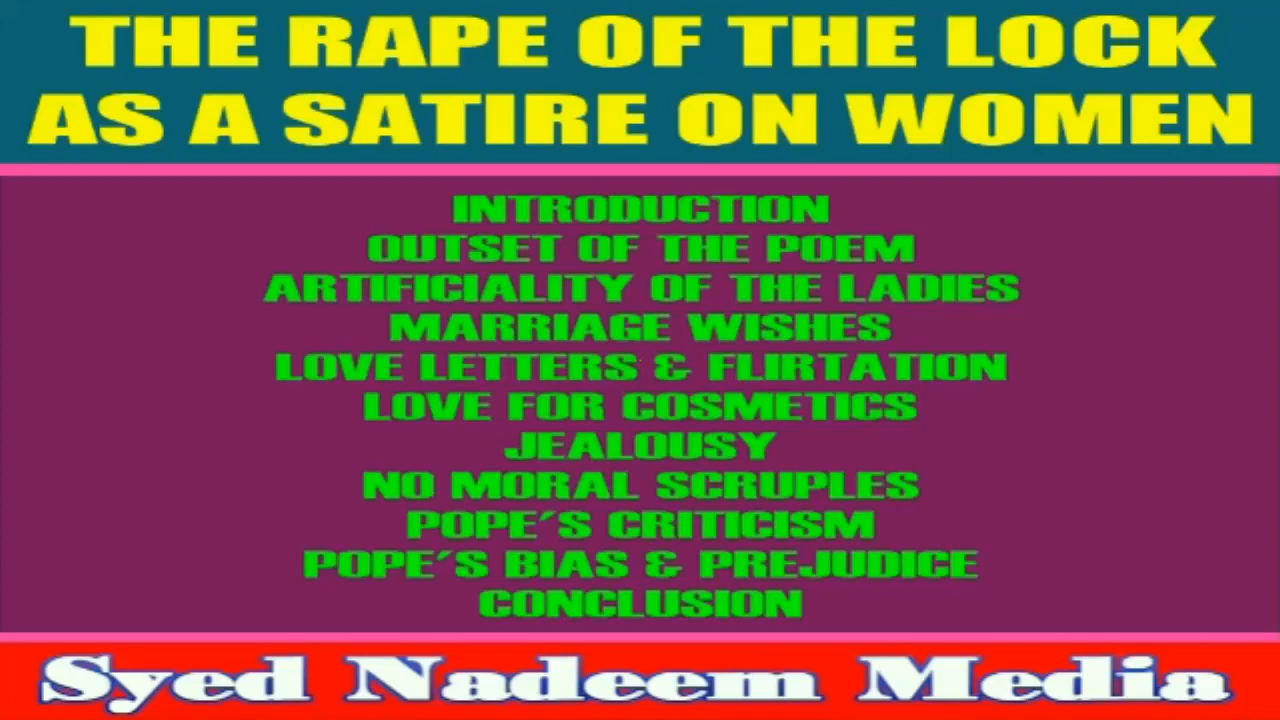 THE RAPE OF THE LOCK
AS A SATIRE ON WOMEN
INTRODUCTION
OUTSET OF THE POEM
ARTIFICIALITY OF THE LADIES
MARRIAGE WISHES
LOVE LETTERS & FLIRTATION
LOVE FOR COSMETICS
JEALOUSY
NO MORAL SCRUPLES
POPE´S CRITICISM
POPE´S BIAS & PREJUDICE
CONCLUSION
Syed Nadeem Media